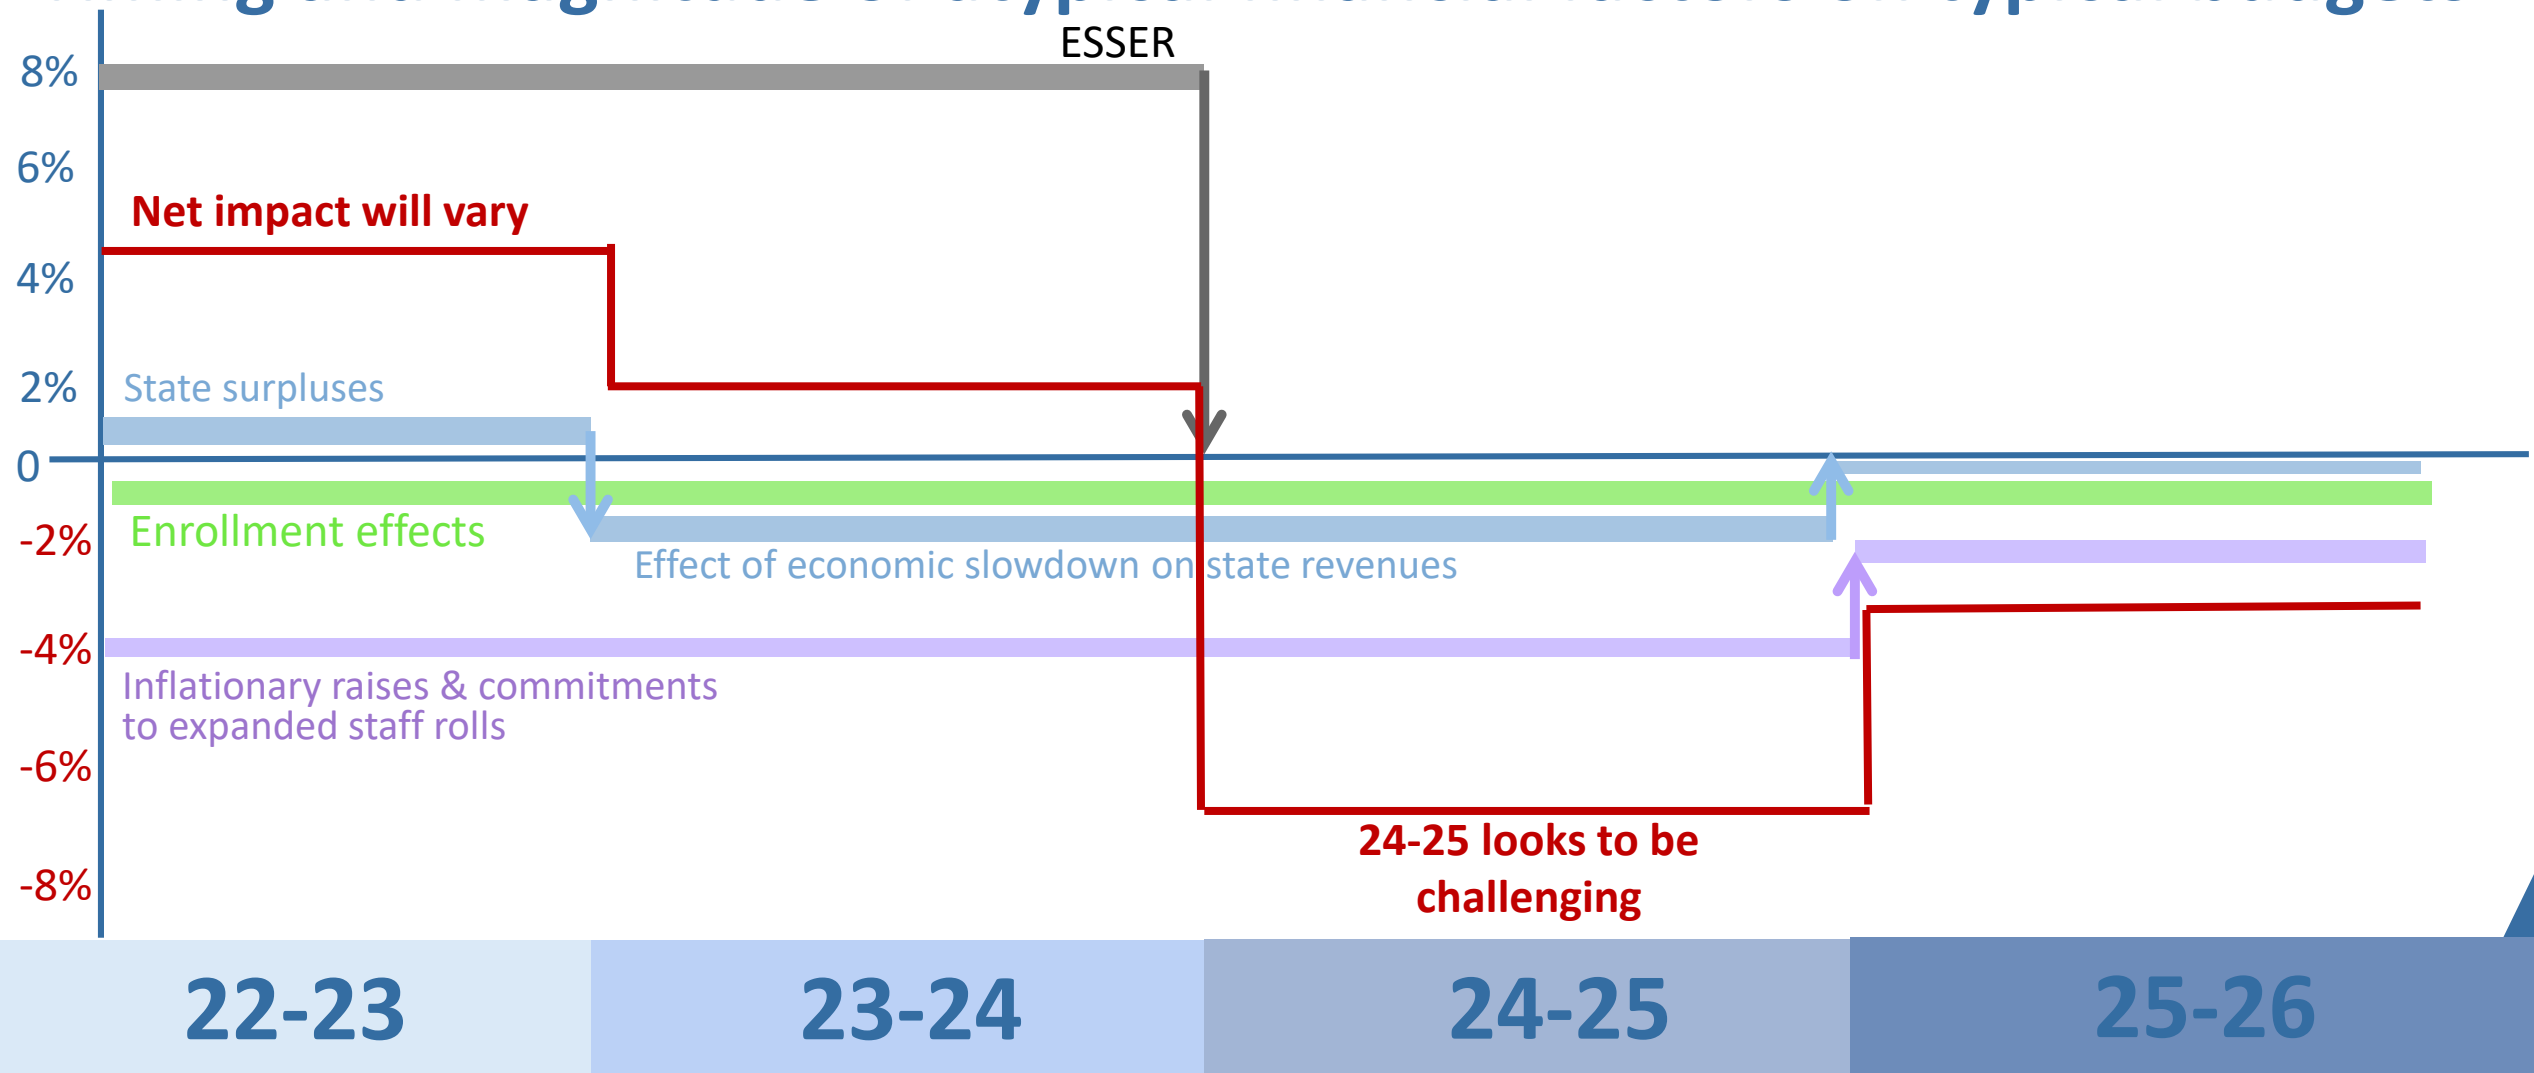 ESSER
8%
6%
Net impact will vary
4%
2%
State surpluses
0
-2%
Enrollment effects
Effect of economic slowdown on state revenues
-4%
Inflationary raises & commitments
to expanded staff rolls
-6%
24-25 looks to be
challenging
-8%
22-23
23-24
24-25
25-26